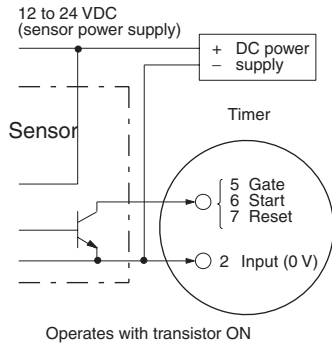 12 to 24 VDC
(sensor power supply)
+ DC power
− supply
Timer
Sensor
5 Gate
6 Start
7 Reset
2 Input (0 V)
Operates with transistor ON